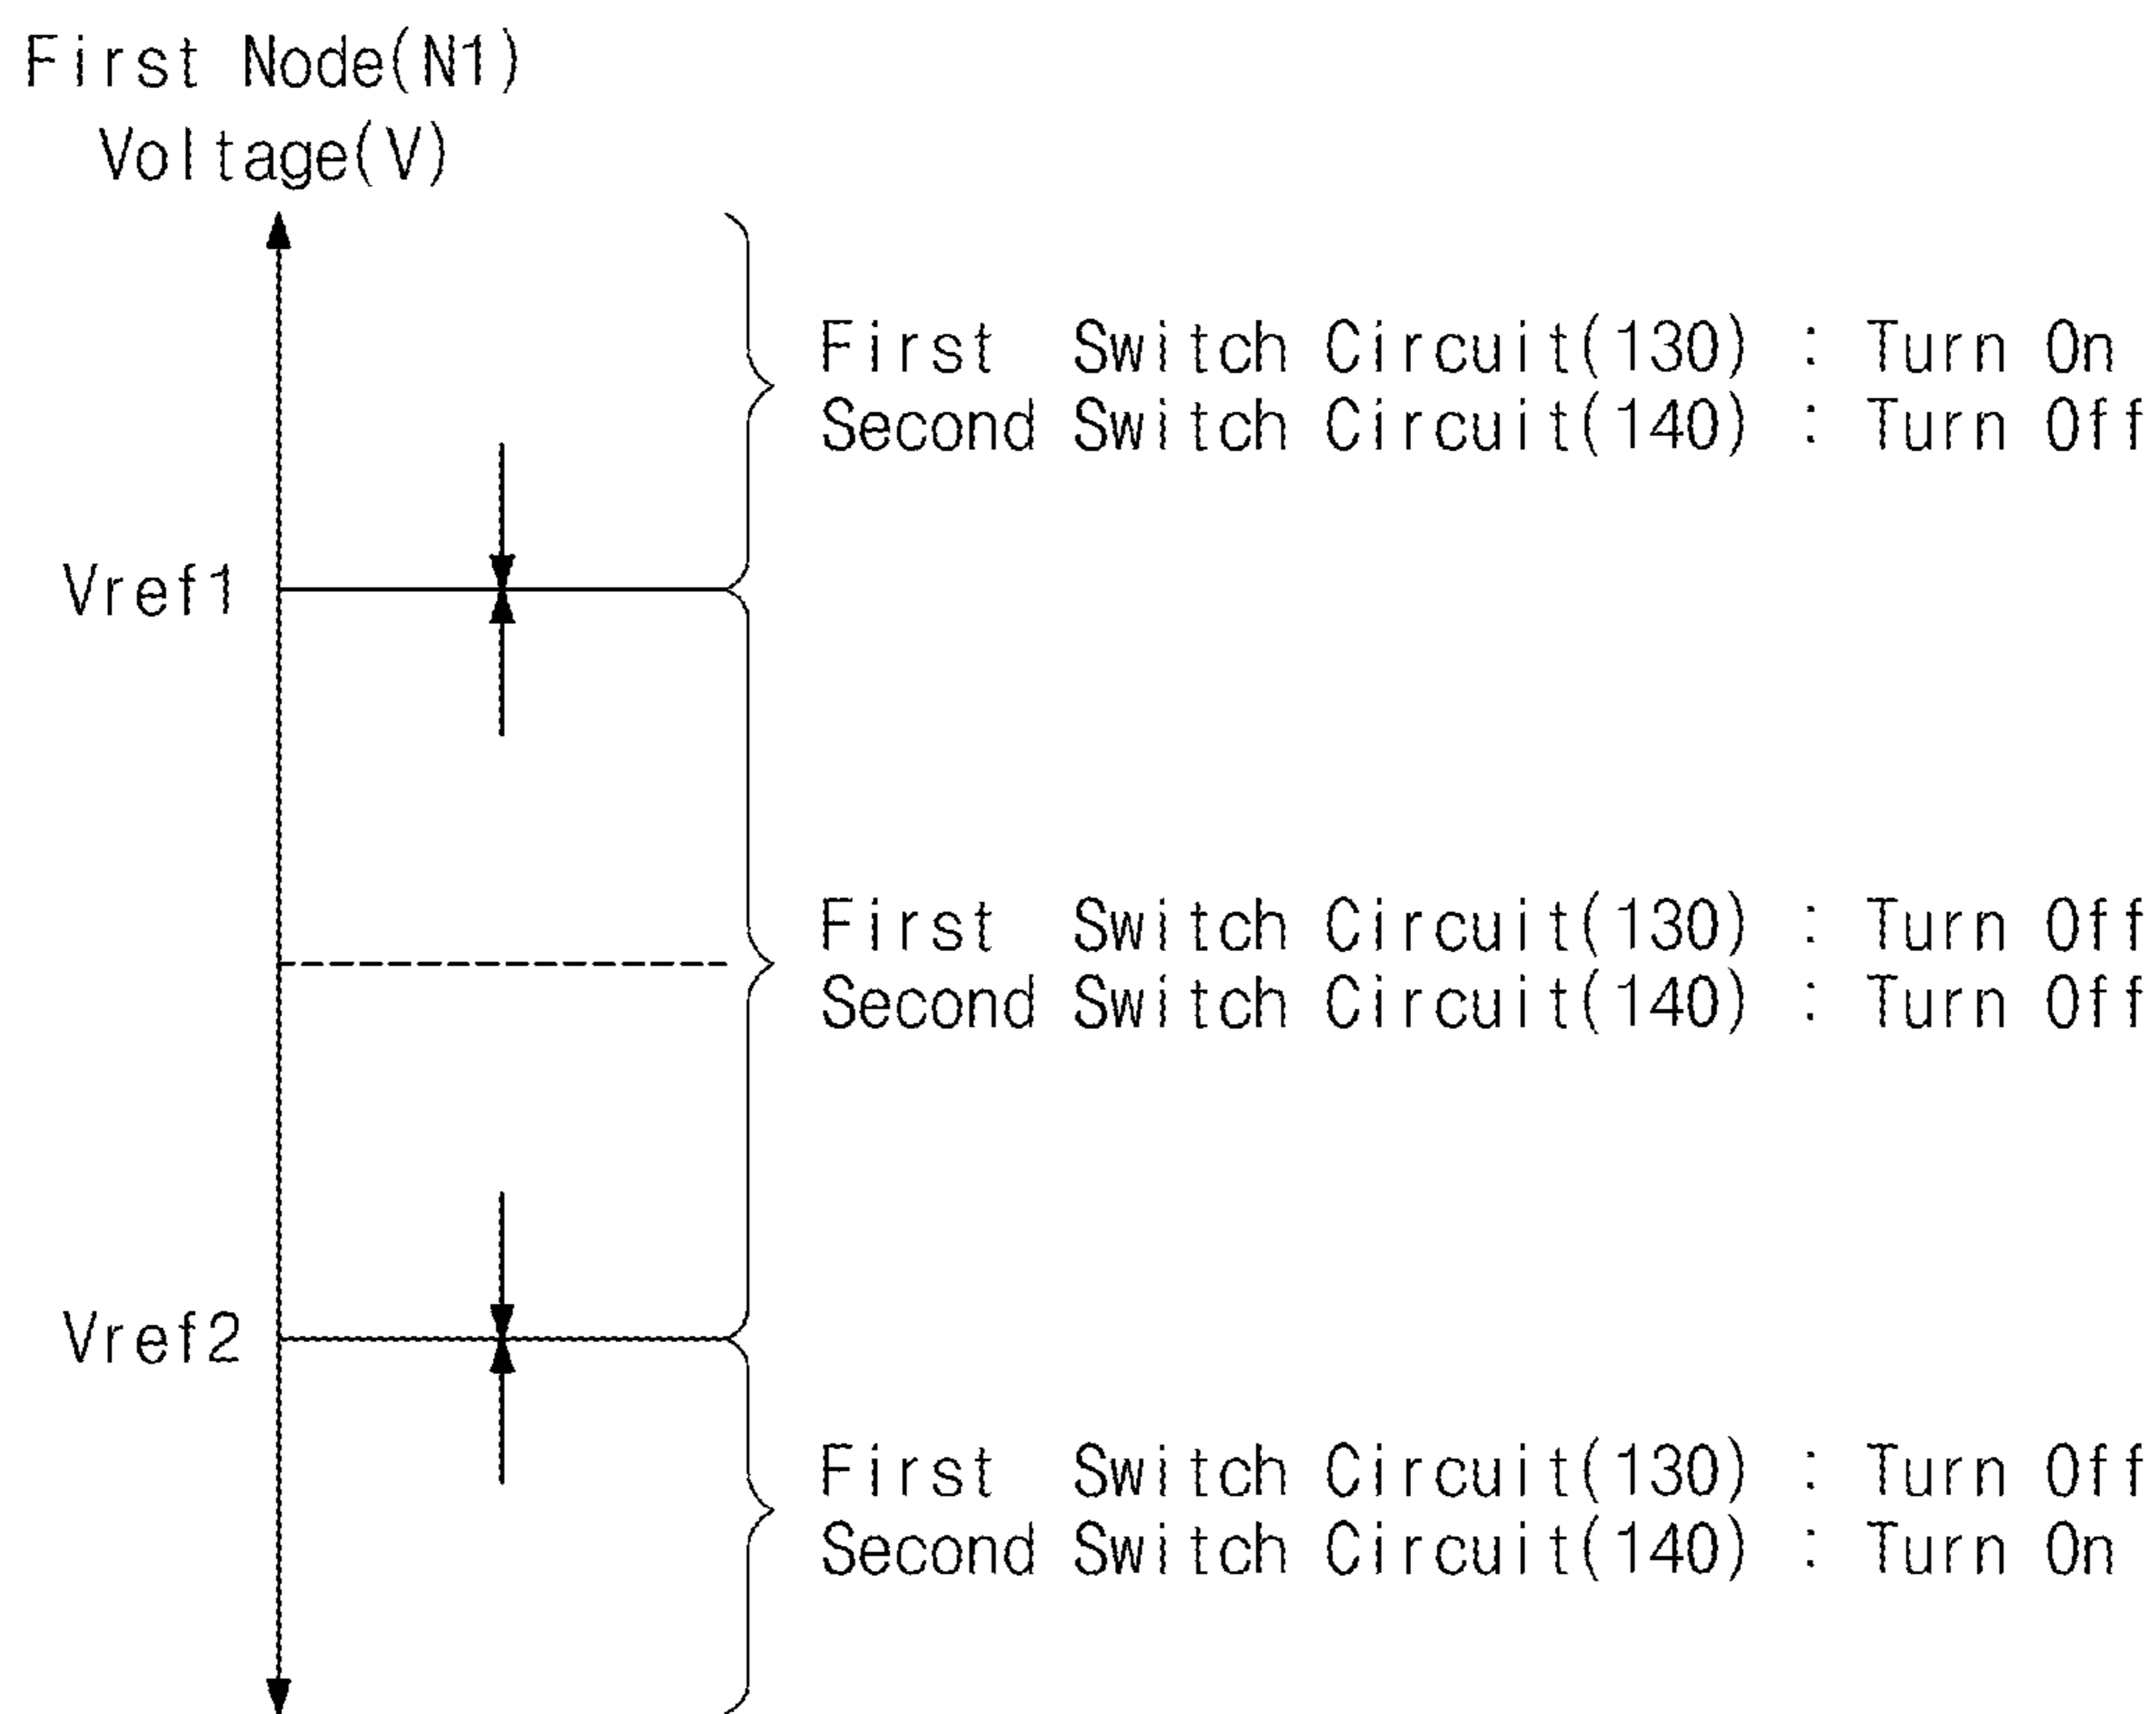 First Node(N1)
Voltage(V)
First Switch Circuit(130) : Turn On
Second Switch Circuit(140) : Turn Off
Vref1
First Switch Circuit(130) : Turn Off
Second Switch Circuit(140) : Turn Off
Vref2
First Switch Circuit(130) : Turn Off
Second Switch Circuit(140) : Turn On